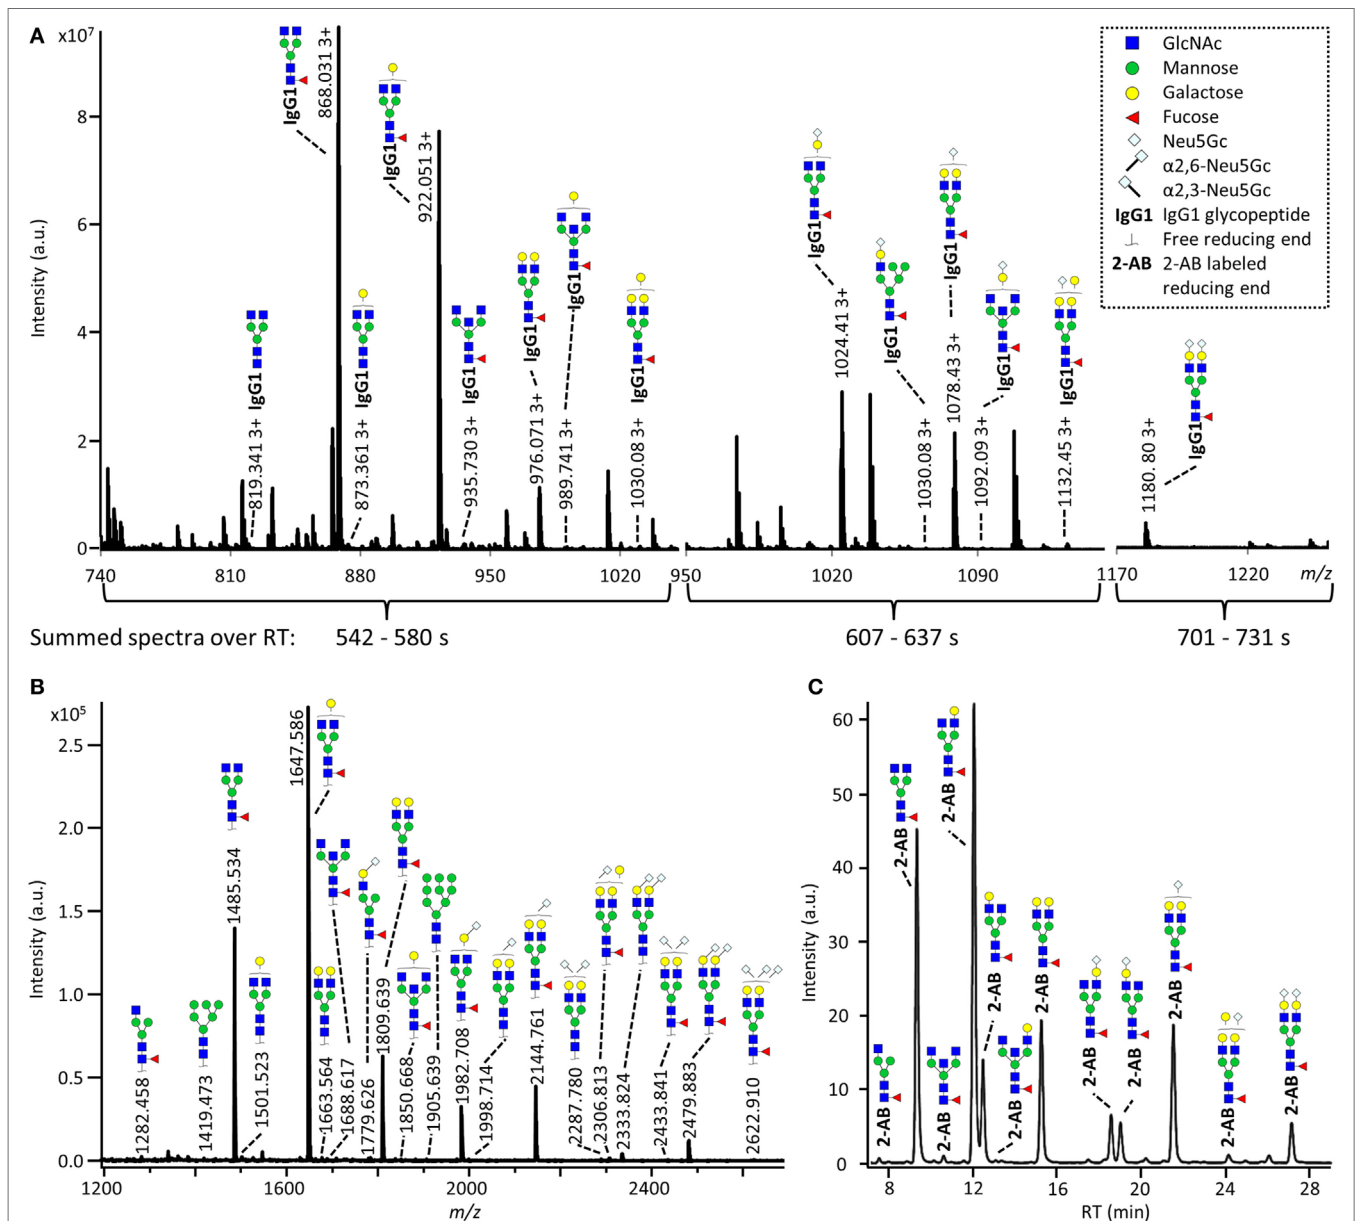 A
x10⁷
Intensity (a.u.)
8
6
4
2
0
IgG1
868.031 3+
IgG1
922.051 3+
IgG1
819.341 3+
IgG1
873.361 3+
IgG1
935.730 3+
IgG1
976.071 3+
IgG1
989.741 3+
IgG1
1030.08 3+
IgG1
1024.41 3+
IgG1
1030.08 3+
IgG1
1078.43 3+
IgG1
1092.09 3+
IgG1
1132.45 3+
IgG1
1180.80 3+
GlcNAc
Mannose
Galactose
Fucose
Neu5Gc
α2,6-Neu5Gc
α2,3-Neu5Gc
IgG1 IgG1 glycopeptide
Free reducing end
2-AB 2-AB labeled
reducing end
740 810 880 950 1020 950 1020 1090 1170 1220 m/z
Summed spectra over RT: 542 - 580 s 607 - 637 s 701 - 731 s
B
x10⁵
Intensity (a.u.)
2.5
2.0
1.5
1.0
0.5
0.0
1282.458
1419.473
1485.534
1501.523
1647.586
1663.564
1688.617
1779.626
1809.639
1850.668
1905.639
1982.708
1998.714
2144.761
2287.780
2306.813
2333.824
2433.841
2479.883
2622.910
1200 1600 2000 2400
m/z
C
Intensity (a.u.)
60
50
40
30
20
10
0
2-AB
2-AB
2-AB
2-AB
2-AB
2-AB
2-AB
2-AB
2-AB
2-AB
2-AB
2-AB
8 12 16 20 24 28
RT (min)